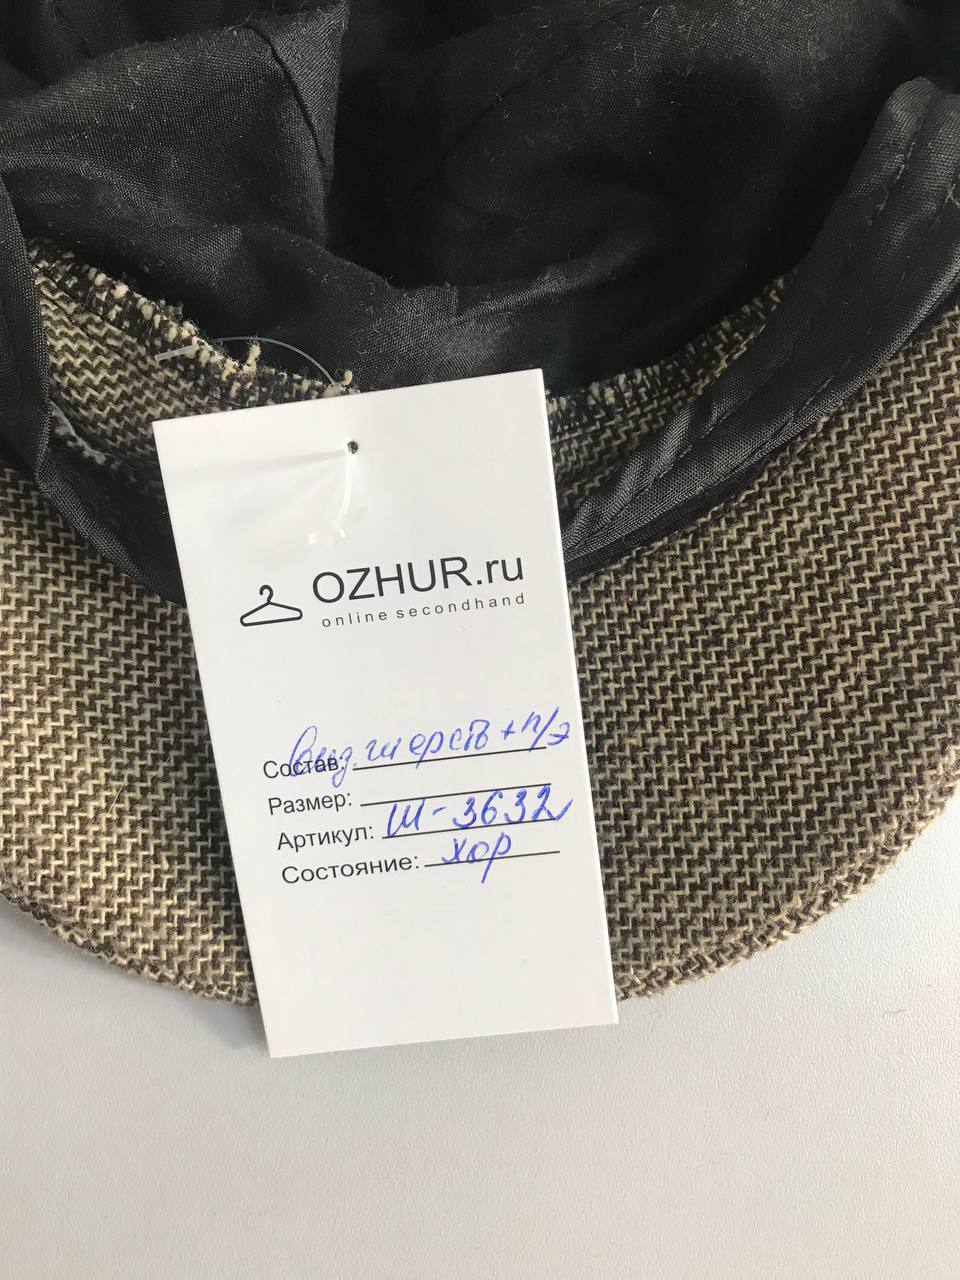 OZHUR.ru
online secondhand
Состав: виз. шерсть + п/э
Размер:
Артикул: Ш-3632
Состояние: хор